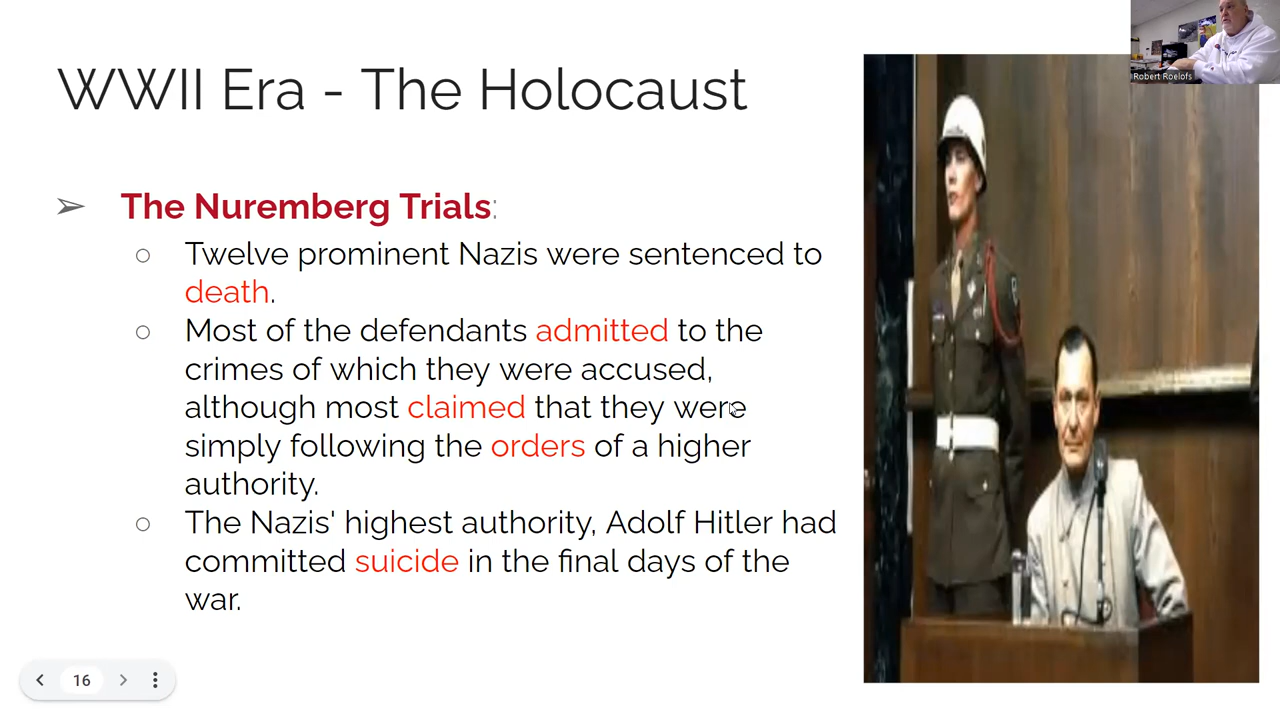 Robert Roelofs
WWII Era - The Holocaust
➢ The Nuremberg Trials:
○ Twelve prominent Nazis were sentenced to
death.
○ Most of the defendants admitted to the
crimes of which they were accused,
although most claimed that they were
simply following the orders of a higher
authority.
○ The Nazis' highest authority, Adolf Hitler had
committed suicide in the final days of the
war.
16